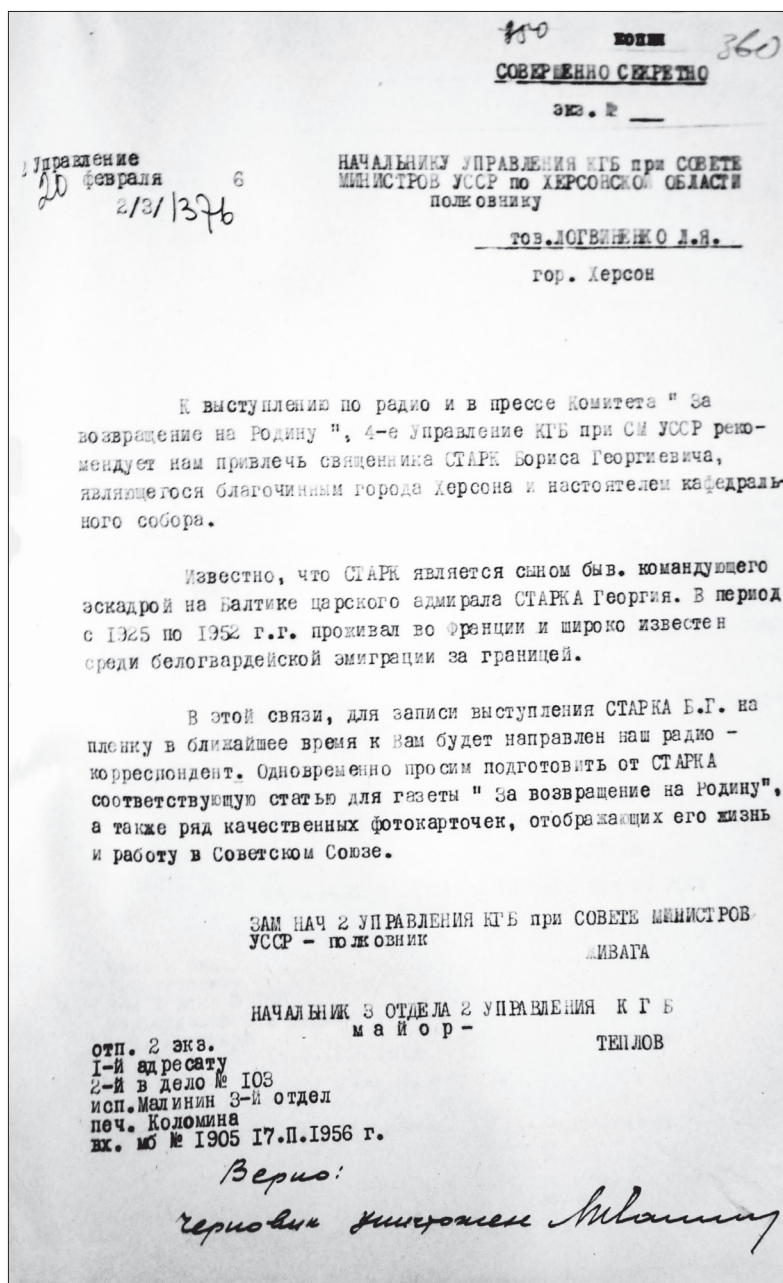 360
КОПИЯ
СОВЕРШЕННО СЕКРЕТНО
экз. №
2 Управление
20 февраля 6
2/3/1376
НАЧАЛЬНИКУ УПРАВЛЕНИЯ КГБ при СОВЕТЕ
МИНИСТРОВ УССР по ХЕРСОНСКОЙ ОБЛАСТИ
полковнику
тов.ЛОГВИНЕНКО Л.Я.
гор. Херсон
К выступлению по радио и в прессе Комитета " За
возвращение на Родину ", 4-е Управление КГБ при СМ УССР реко-
мендует нам привлечь священника СТАРК Бориса Георгиевича,
являющегося благочинным города Херсона и настоятелем кафедраль-
ного собора.
Известно, что СТАРК является сыном быв. командующего
эскадрой на Балтике царского адмирала СТАРКА Георгия. В период
с 1925 по 1952 г.г. проживал во Франции и широко известен
среди белогвардейской эмиграции за границей.
В этой связи, для записи выступления СТАРКА Б.Г. на
пленку в ближайшее время к Вам будет направлен наш радио -
корреспондент. Одновременно просим подготовить от СТАРКА
соответствующую статью для газеты " За возвращение на Родину",
а также ряд качественных фотокарточек, отображающих его жизнь
и работу в Советском Союзе.
ЗАМ НАЧ 2 УПРАВЛЕНИЯ КГБ при СОВЕТЕ МИНИСТРОВ
УССР - полковник
ЖИВАГА
НАЧАЛЬНИК 3 ОТДЕЛА 2 УПРАВЛЕНИЯ К Г Б
м а й о р -
ТЕПЛОВ
отп. 2 экз.
I-й адресату
2-й в дело № 103
исп.Малинин 3-й отдел
печ. Коломина
вх. мб № 1905 17.П.1956 г.
Верно:
черновик уничтожен